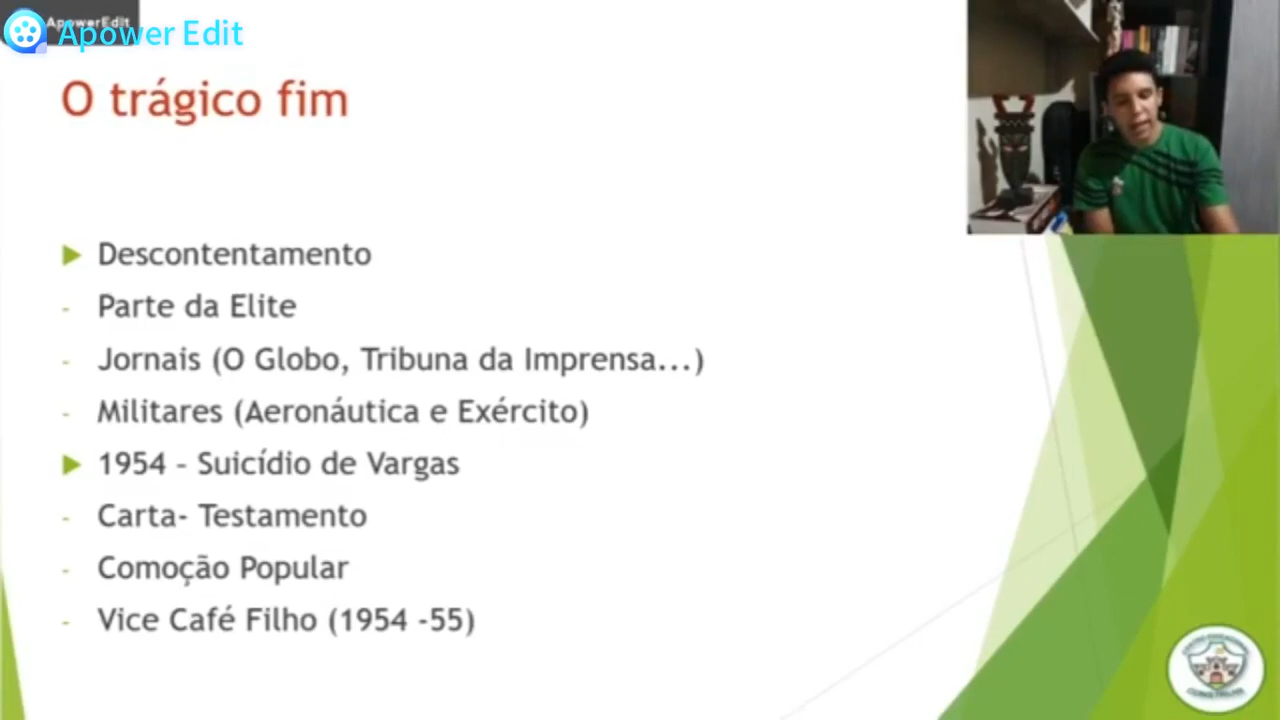 ApowerEdit
Apower Edit
O trágico fim
Descontentamento
- Parte da Elite
- Jornais (O Globo, Tribuna da Imprensa...)
- Militares (Aeronáutica e Exército)
1954 – Suicídio de Vargas
- Carta- Testamento
- Comoção Popular
- Vice Café Filho (1954 -55)